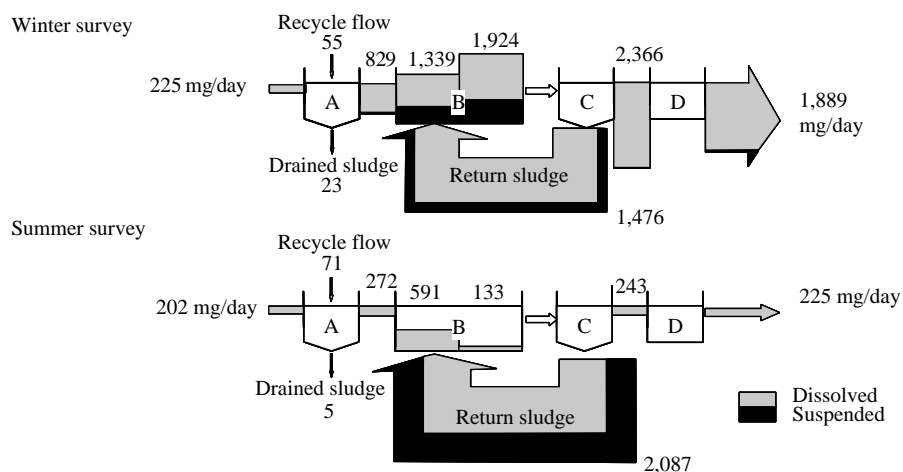 Winter survey
Recycle flow
55
829
1,339
1,924
2,366
225 mg/day
A
B
C
D
1,889
mg/day
Drained sludge
23
Return sludge
1,476
Summer survey
Recycle flow
71
272
591
133
243
202 mg/day
A
B
C
D
225 mg/day
Drained sludge
5
Return sludge
2,087
Dissolved
Suspended